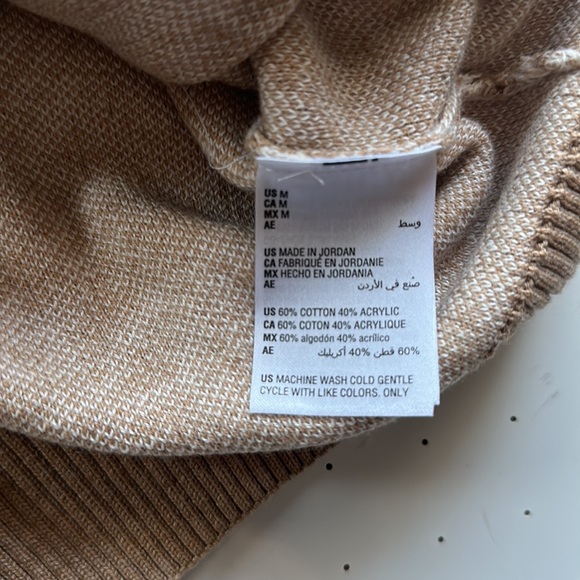 US M
CA M
MX M
AE وسط
US MADE IN JORDAN
CA FABRIQUÉ EN JORDANIE
MX HECHO EN JORDANIA
AE صُنع في الأردن
US 60% COTTON 40% ACRYLIC
CA 60% COTON 40% ACRYLIQUE
MX 60% algodón 40% acrílico
AE 60% قطن 40% أكريليك
US MACHINE WASH COLD GENTLE
CYCLE WITH LIKE COLORS. ONLY